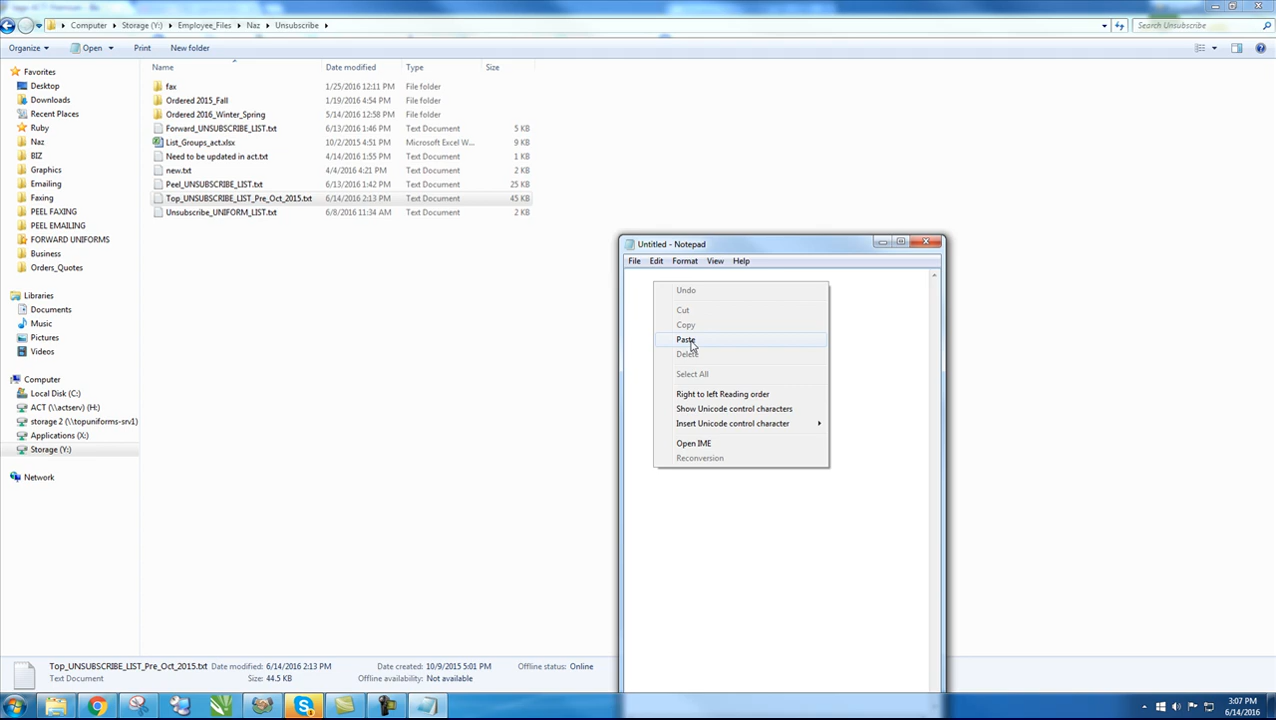 Computer Storage (Y:) Employee_Files Naz Unsubscribe
Search Unsubscribe
Organize Open Print New folder
Name Date modified Type Size
fax 1/25/2016 12:11 PM File folder
Ordered 2015_Fall 1/19/2016 4:54 PM File folder
Ordered 2016_Winter_Spring 5/14/2016 12:58 PM File folder
Forward_UNSUBSCRIBE_LIST.txt 6/13/2016 1:46 PM Text Document 5 KB
List_Groups_act.xlsx 10/2/2015 4:51 PM Microsoft Excel W... 9 KB
Need to be updated in act.txt 4/14/2016 1:55 PM Text Document 1 KB
new.txt 4/4/2016 4:21 PM Text Document 2 KB
Peel_UNSUBSCRIBE_LIST.txt 6/13/2016 1:42 PM Text Document 25 KB
Top_UNSUBSCRIBE_LIST_Pre_Oct_2015.txt 6/14/2016 2:13 PM Text Document 45 KB
Unsubscribe_UNIFORM_LIST.txt 6/8/2016 11:34 AM Text Document 2 KB
Favorites
Desktop
Downloads
Recent Places
Ruby
Naz
BIZ
Graphics
Emailing
Faxing
PEEL FAXING
PEEL EMAILING
FORWARD UNIFORMS
Business
Orders_Quotes
Libraries
Documents
Music
Pictures
Videos
Computer
Local Disk (C:)
ACT (\\actserv) (H:)
storage 2 (\\topuniforms-srv1)
Applications (X:)
Storage (Y:)
Network
Untitled - Notepad
File Edit Format View Help
Undo
Cut
Copy
Paste
Delete
Select All
Right to left Reading order
Show Unicode control characters
Insert Unicode control character
Open IME
Reconversion
Top_UNSUBSCRIBE_LIST_Pre_Oct_2015.txt Date modified: 6/14/2016 2:13 PM Date created: 10/9/2015 5:01 PM Offline status: Online
Text Document Size: 44.5 KB Offline availability: Not available
3:07 PM
6/14/2016